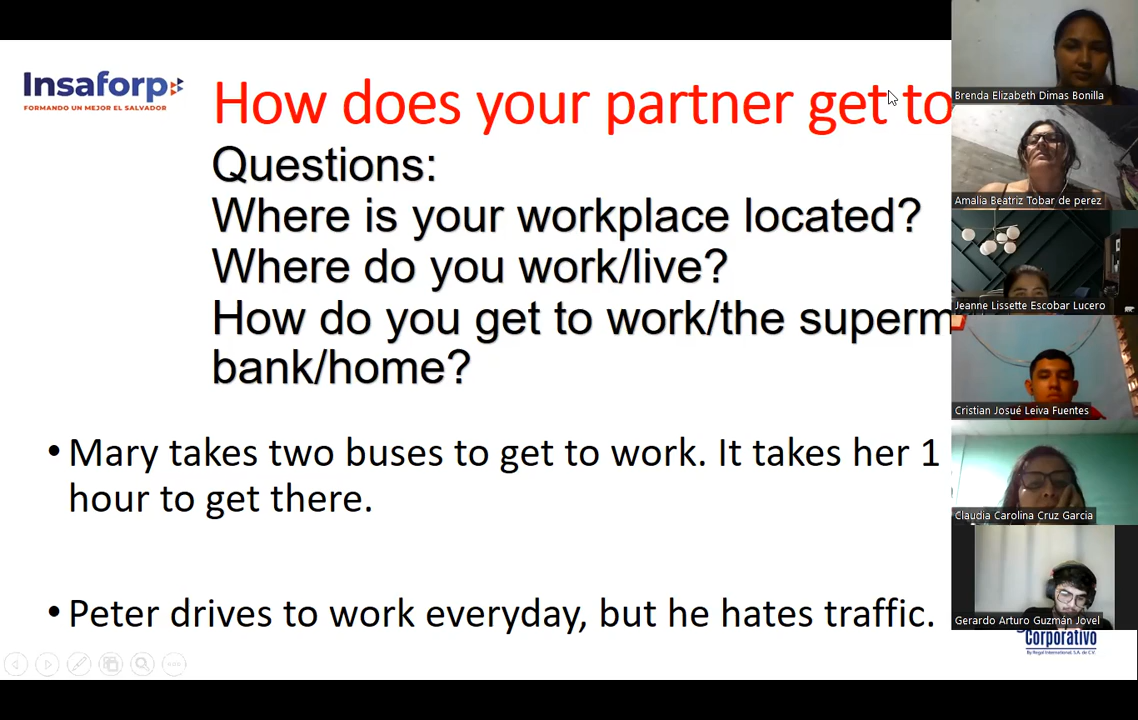 Insaforp
FORMANDO UN MEJOR EL SALVADOR
How does your partner get to
Questions:
Where is your workplace located?
Where do you work/live?
How do you get to work/the superm
bank/home?
• Mary takes two buses to get to work. It takes her 1
hour to get there.
• Peter drives to work everyday, but he hates traffic.
Brenda Elizabeth Dimas Bonilla
Amalia Beatriz Tobar de perez
Jeanne Lissette Escobar Lucero
Cristian Josué Leiva Fuentes
Claudia Carolina Cruz Garcia
Gerardo Arturo Guzmán Jovel
Corporativo
By Regal International, S.A. de C.V.